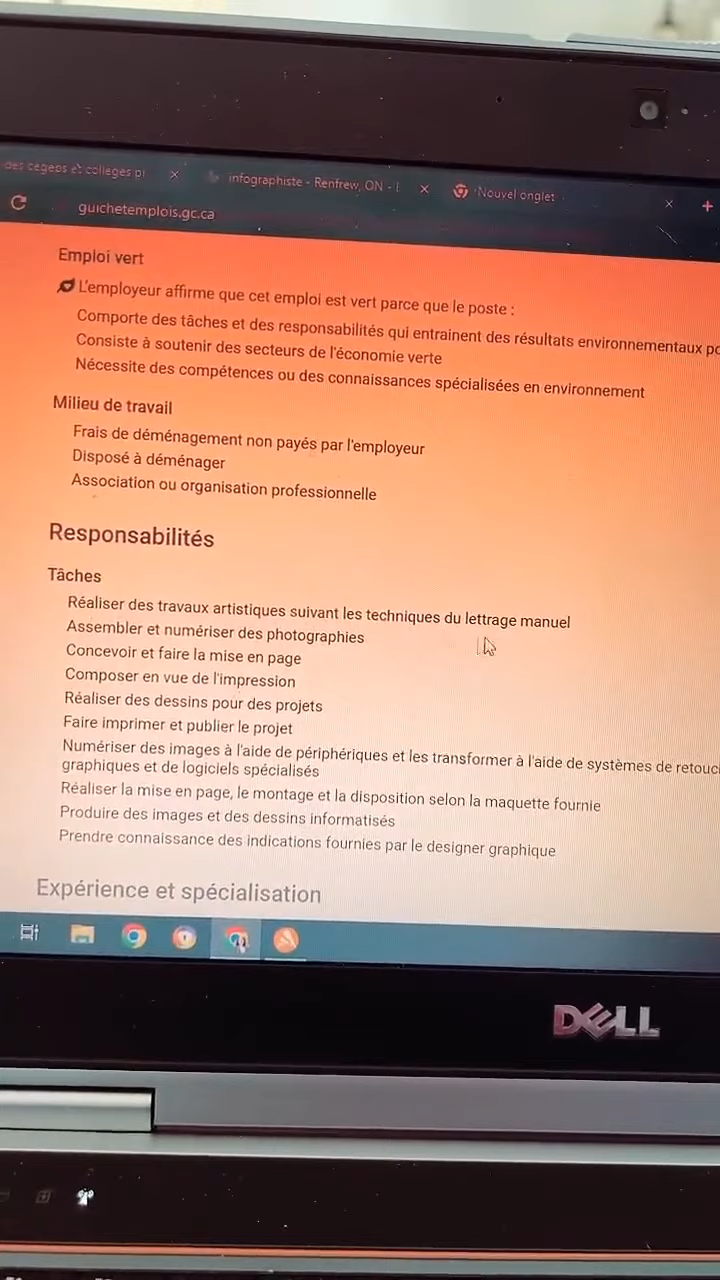 des cégeps et collèges pr
infographiste - Renfrew, ON -
Nouvel onglet
guichetemplois.gc.ca
Emploi vert
L'employeur affirme que cet emploi est vert parce que le poste :
Comporte des tâches et des responsabilités qui entrainent des résultats environnementaux po
Consiste à soutenir des secteurs de l'économie verte
Nécessite des compétences ou des connaissances spécialisées en environnement
Milieu de travail
Frais de déménagement non payés par l'employeur
Disposé à déménager
Association ou organisation professionnelle
Responsabilités
Tâches
Réaliser des travaux artistiques suivant les techniques du lettrage manuel
Assembler et numériser des photographies
Concevoir et faire la mise en page
Composer en vue de l'impression
Réaliser des dessins pour des projets
Faire imprimer et publier le projet
Numériser des images à l'aide de périphériques et les transformer à l'aide de systèmes de retouc
graphiques et de logiciels spécialisés
Réaliser la mise en page, le montage et la disposition selon la maquette fournie
Produire des images et des dessins informatisés
Prendre connaissance des indications fournies par le designer graphique
Expérience et spécialisation
DELL